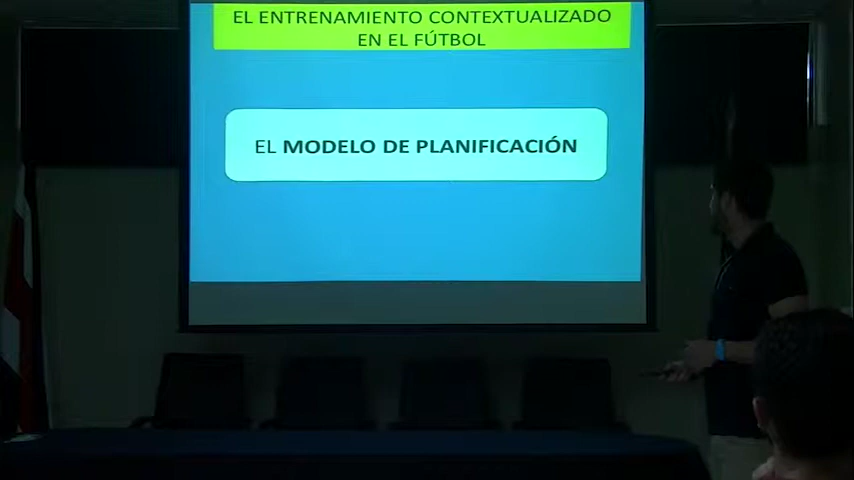 EL ENTRENAMIENTO CONTEXTUALIZADO
EN EL FÚTBOL
EL MODELO DE PLANIFICACIÓN